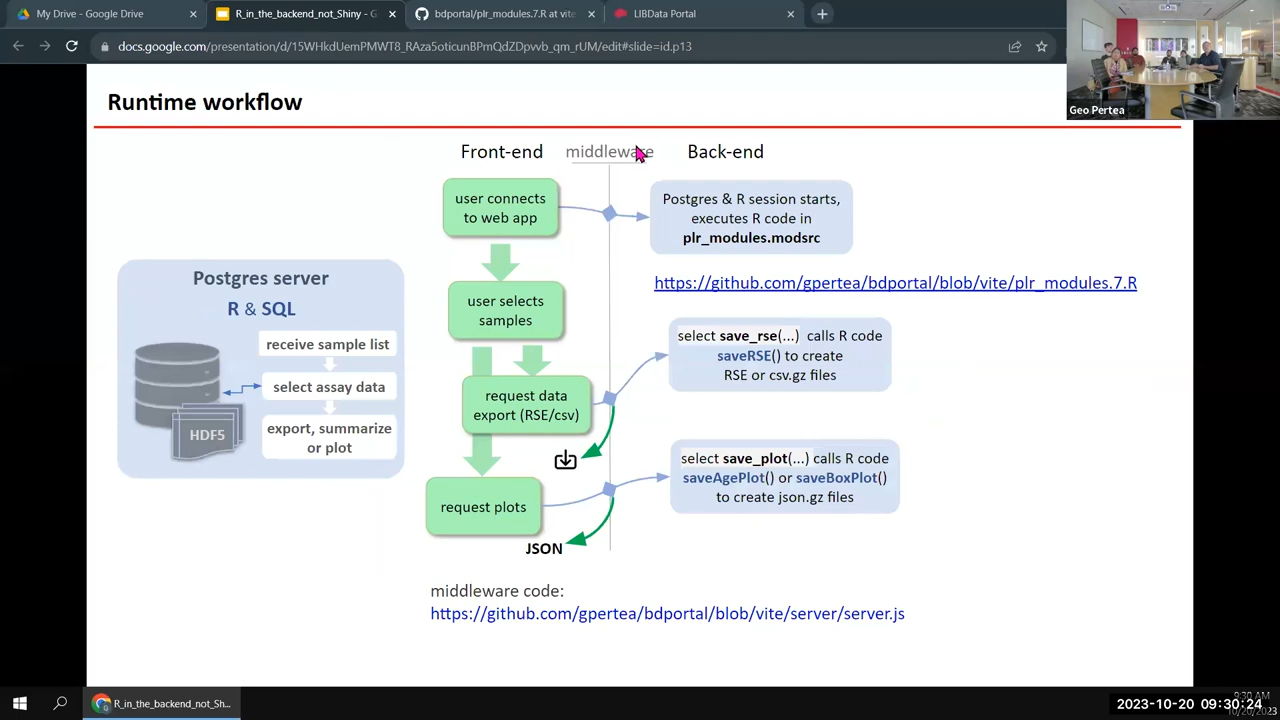 My Drive - Google Drive
R_in_the_backend_not_Shiny - G
bdportal/plr_modules.7.R at vite
LIBData Portal
docs.google.com/presentation/d/15WHkdUemPMWT8_RAza5oticunBPmQdZDpvvb_qm_rUM/edit#slide=id.p13
Geo Pertea
Runtime workflow
Front-end
middleware
Back-end
user connects
to web app
Postgres & R session starts,
executes R code in
plr_modules.modsrc
https://github.com/gpertea/bdportal/blob/vite/plr_modules.7.R
Postgres server
R & SQL
receive sample list
select assay data
export, summarize
or plot
HDF5
user selects
samples
select save_rse(...) calls R code
saveRSE() to create
RSE or csv.gz files
request data
export (RSE/csv)
select save_plot(...) calls R code
saveAgePlot() or saveBoxPlot()
to create json.gz files
request plots
JSON
middleware code:
https://github.com/gpertea/bdportal/blob/vite/server/server.js
R_in_the_backend_not_Sh...
9:30 AM
2023-10-20 09:30:24